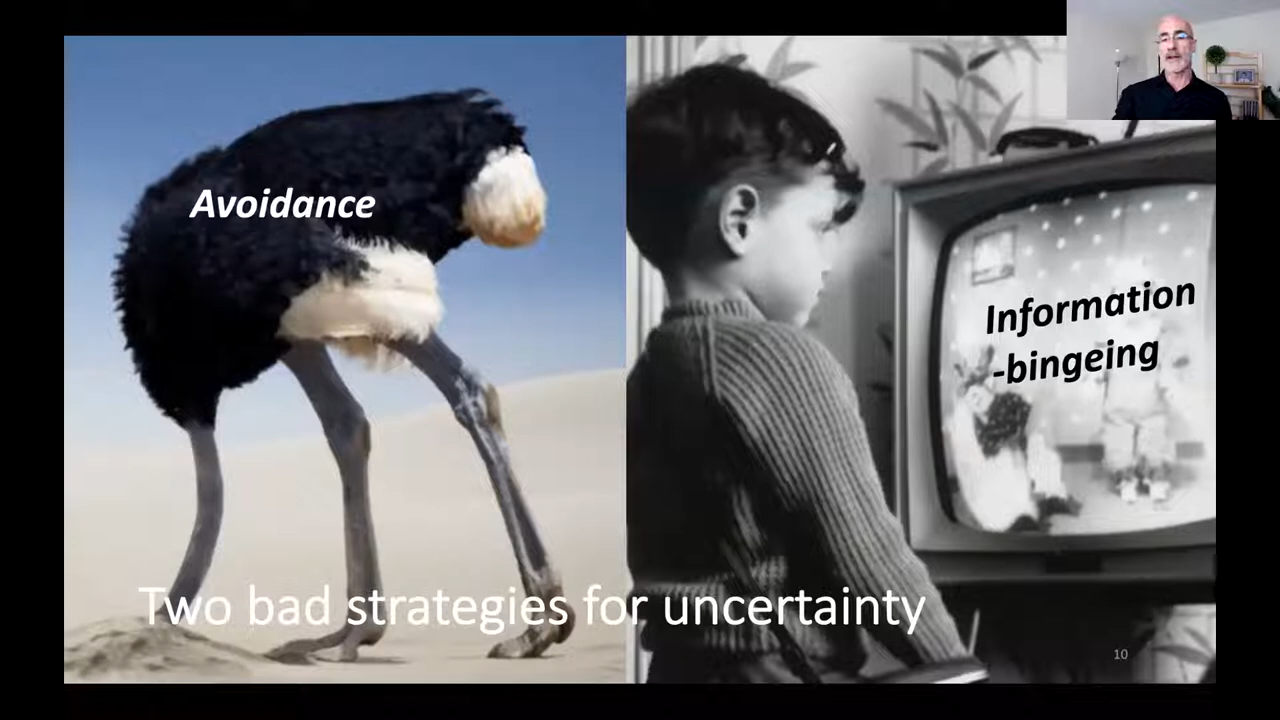 Avoidance
Information
-bingeing
Two bad strategies for uncertainty
10